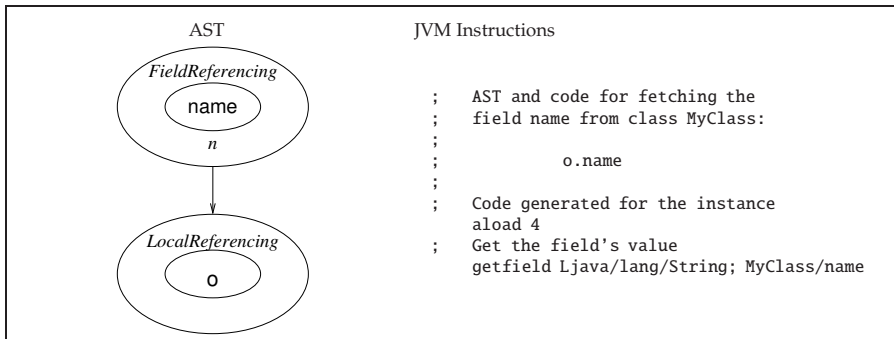 AST
FieldReferencing
name
n
LocalReferencing
o
JVM Instructions
; AST and code for fetching the
; field name from class MyClass:
;
; o.name
;
; Code generated for the instance
aload 4
; Get the field's value
getfield Ljava/lang/String; MyClass/name